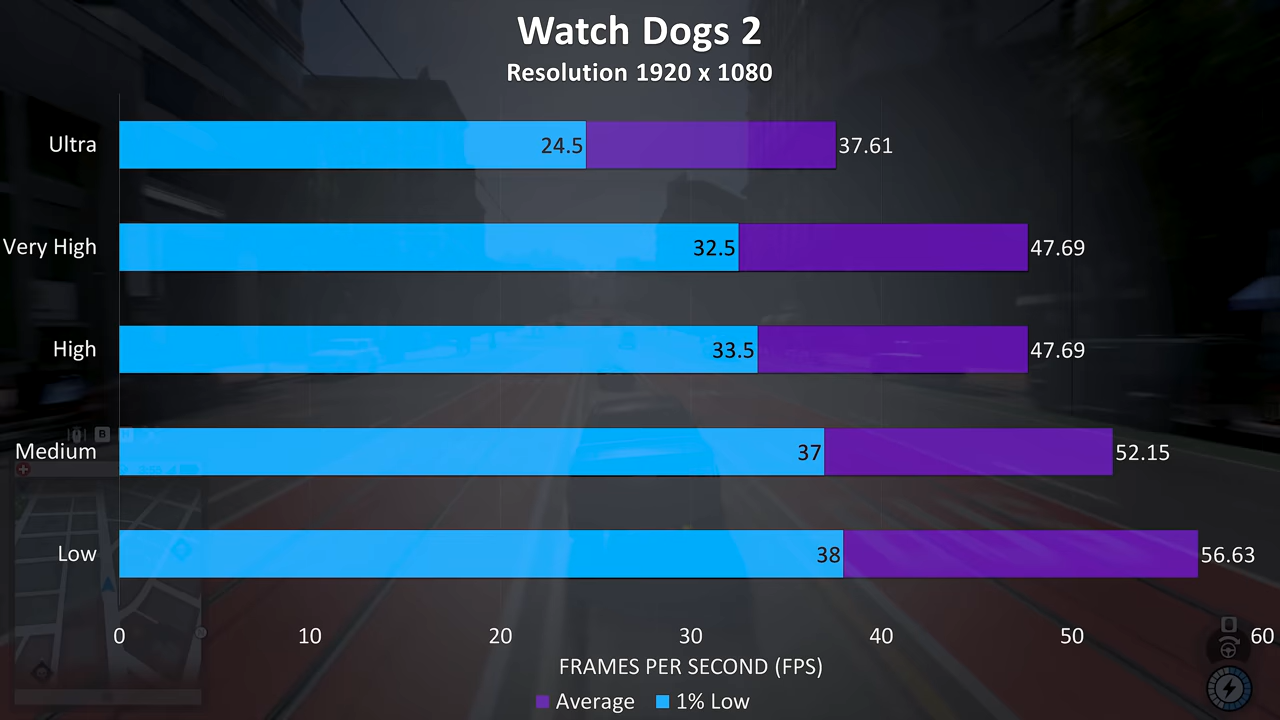 Watch Dogs 2
Resolution 1920 x 1080
Ultra 24.5 37.61
Very High 32.5 47.69
High 33.5 47.69
B
Medium 37 52.15
Low 38 56.63
0 10 20 30 40 50 60
FRAMES PER SECOND (FPS)
Average 1% Low